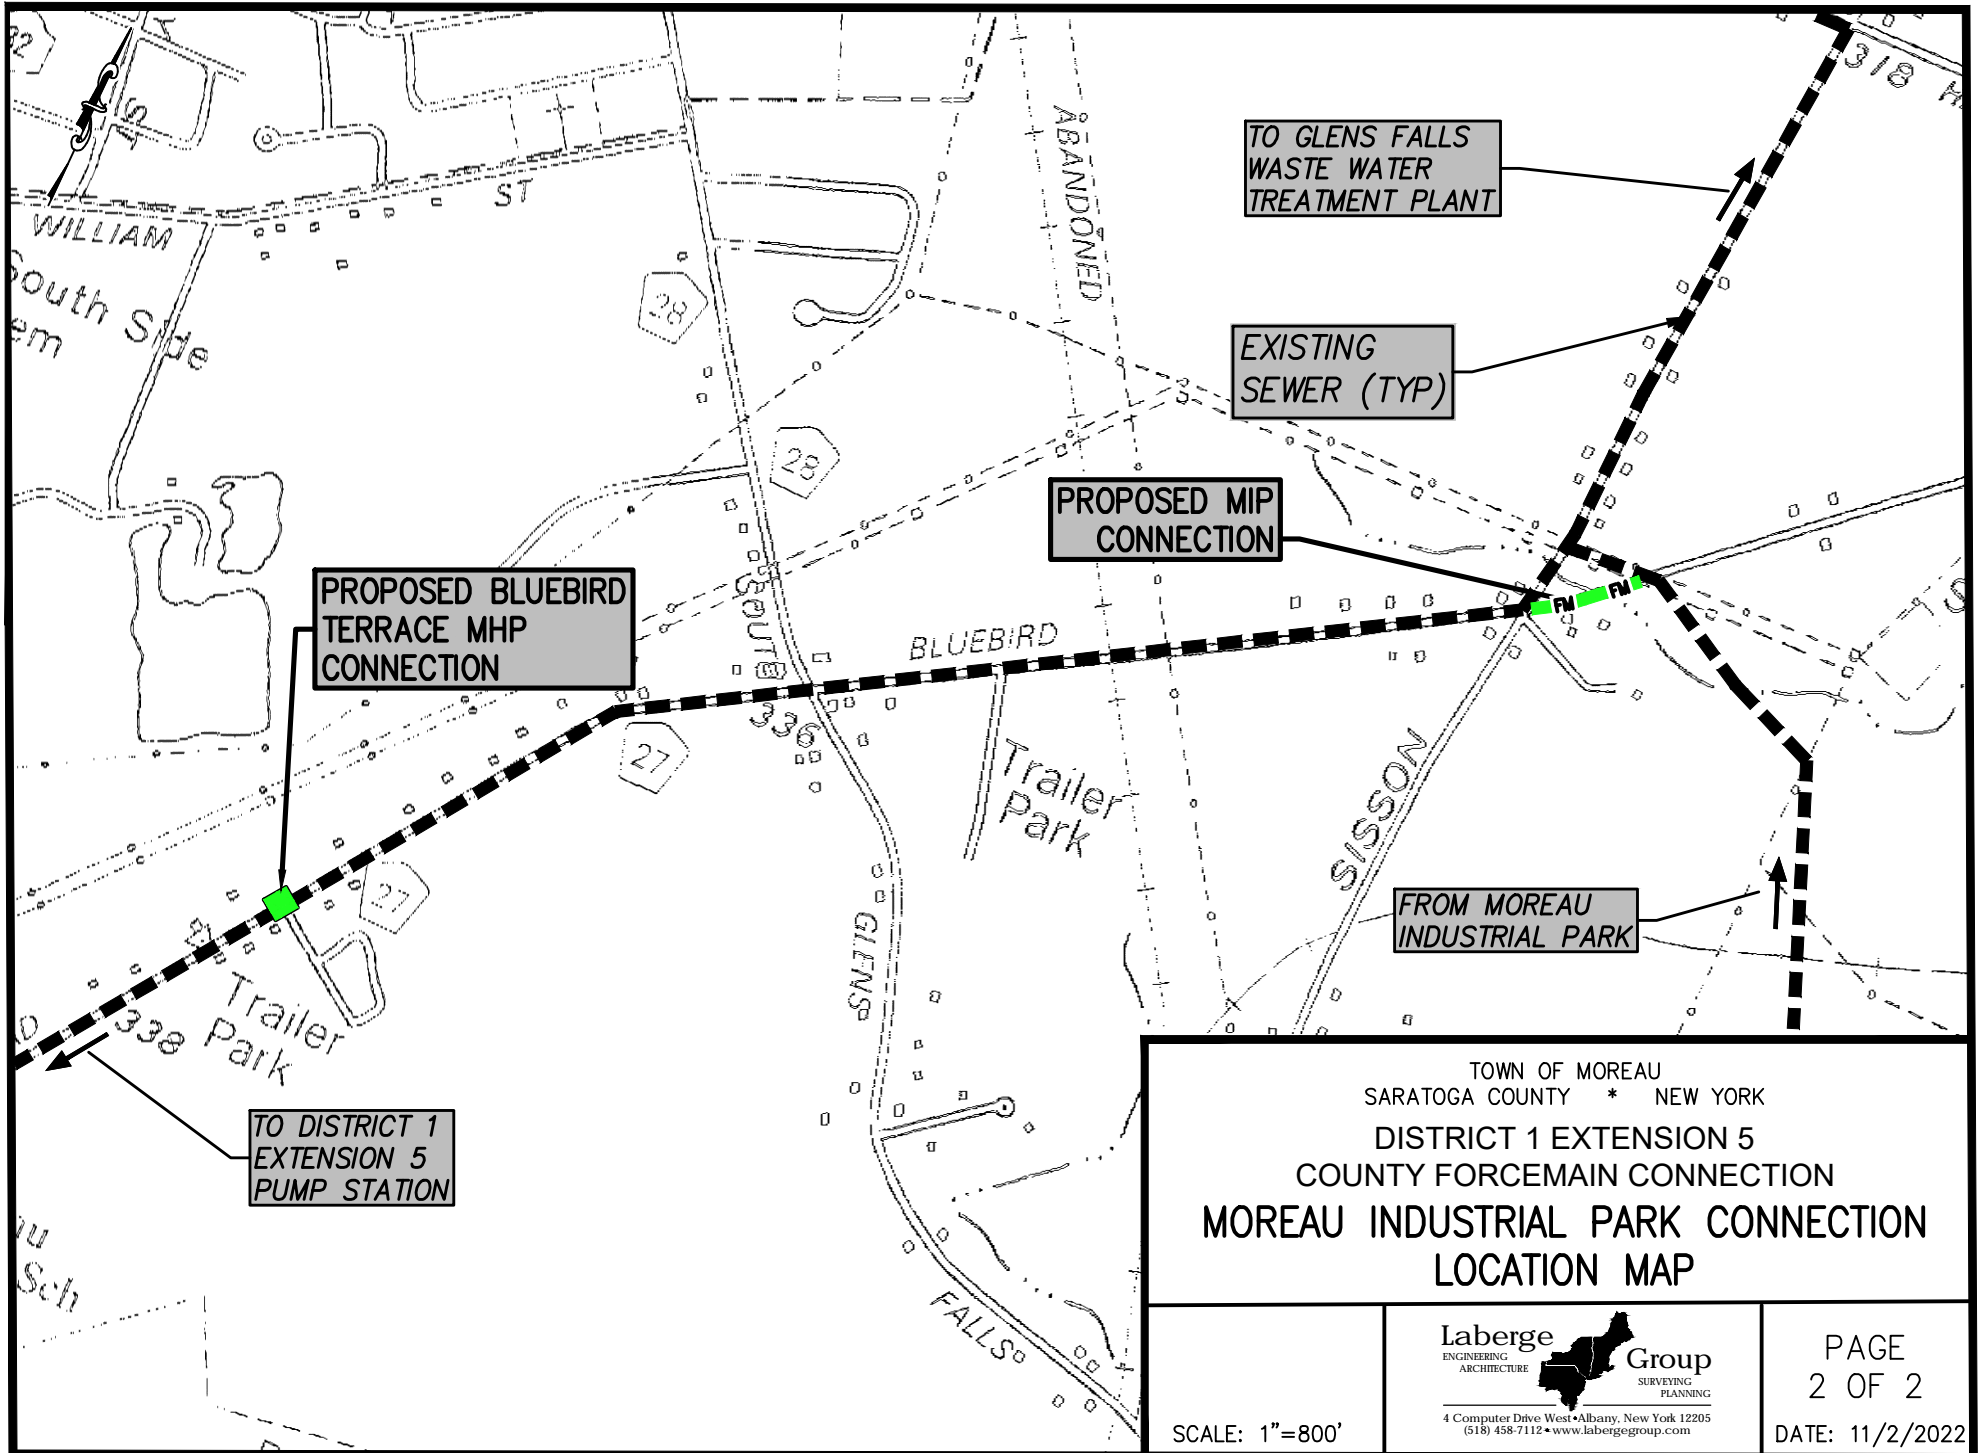 32
ST
WILLIAM
ST
South Side
em
28
28
ABANDONED
TO GLENS FALLS
WASTE WATER
TREATMENT PLANT
318
EXISTING
SEWER (TYP)
PROPOSED MIP
CONNECTION
FM FM
PROPOSED BLUEBIRD
TERRACE MHP
CONNECTION
SOUTH
BLUEBIRD
336
27
Trailer
Park
SISSON
27
GLENS
FROM MOREAU
INDUSTRIAL PARK
Trailer
Park
338
TO DISTRICT 1
EXTENSION 5
PUMP STATION
Sch
FALLS
TOWN OF MOREAU
SARATOGA COUNTY * NEW YORK
DISTRICT 1 EXTENSION 5
COUNTY FORCEMAIN CONNECTION
MOREAU INDUSTRIAL PARK CONNECTION
LOCATION MAP
SCALE: 1"=800'
Laberge
ENGINEERING
ARCHITECTURE
Group
SURVEYING
PLANNING
4 Computer Drive West•Albany, New York 12205
(518) 458-7112•www.labergegroup.com
PAGE
2 OF 2
DATE: 11/2/2022